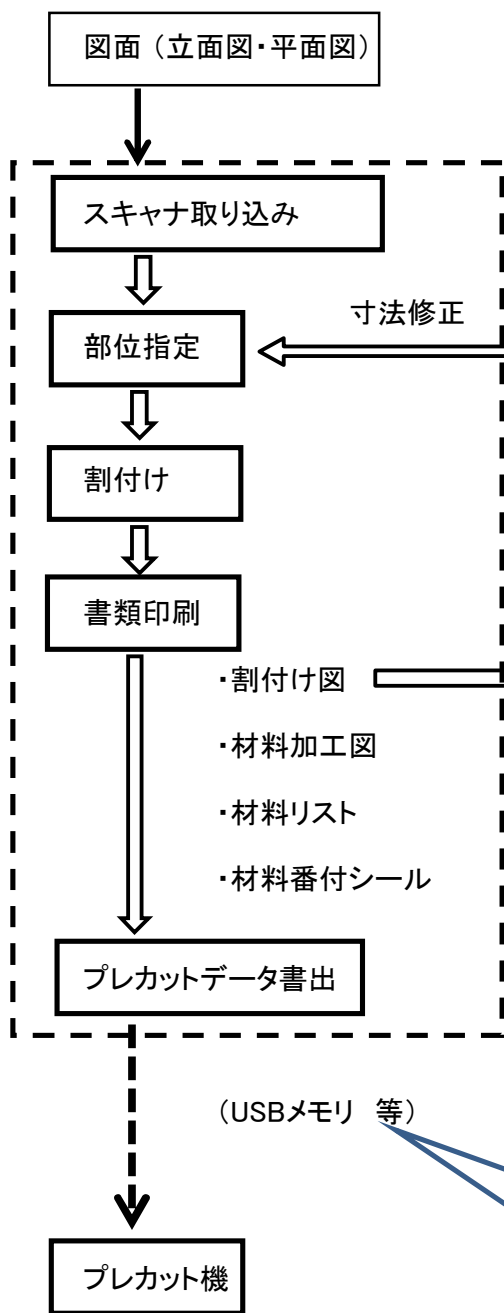 図面（立面図・平面図）
スキャナ取り込み
寸法修正
部位指定
割付け
書類印刷
・割付け図
・材料加工図
・材料リスト
・材料番付シール
プレカットデータ書出
（USBメモリ　等）
プレカット機